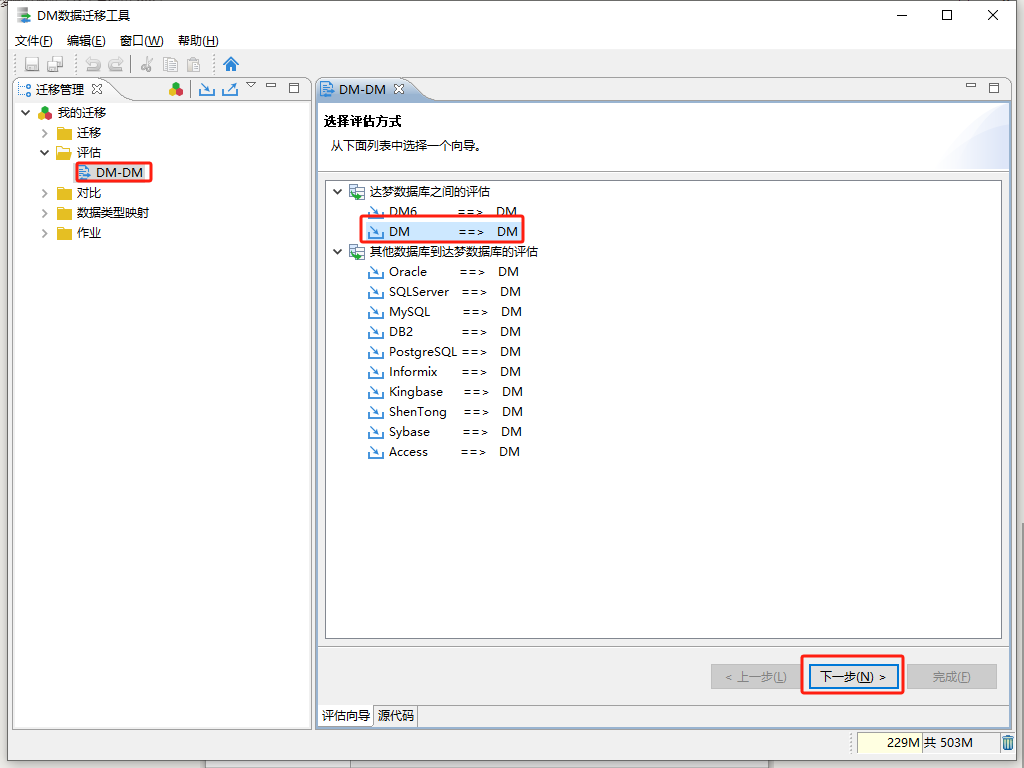 DM数据迁移工具
文件(F) 编辑(E) 窗口(W) 帮助(H)
迁移管理
我的迁移
迁移
评估
DM-DM
对比
数据类型映射
作业
DM-DM
选择评估方式
从下面列表中选择一个向导。
达梦数据库之间的评估
DM6 ==> DM
DM ==> DM
其他数据库到达梦数据库的评估
Oracle ==> DM
SQLServer ==> DM
MySQL ==> DM
DB2 ==> DM
PostgreSQL ==> DM
Informix ==> DM
Kingbase ==> DM
ShenTong ==> DM
Sybase ==> DM
Access ==> DM
< 上一步(L) 下一步(N) > 完成(F)
评估向导 源代码
229M 共 503M